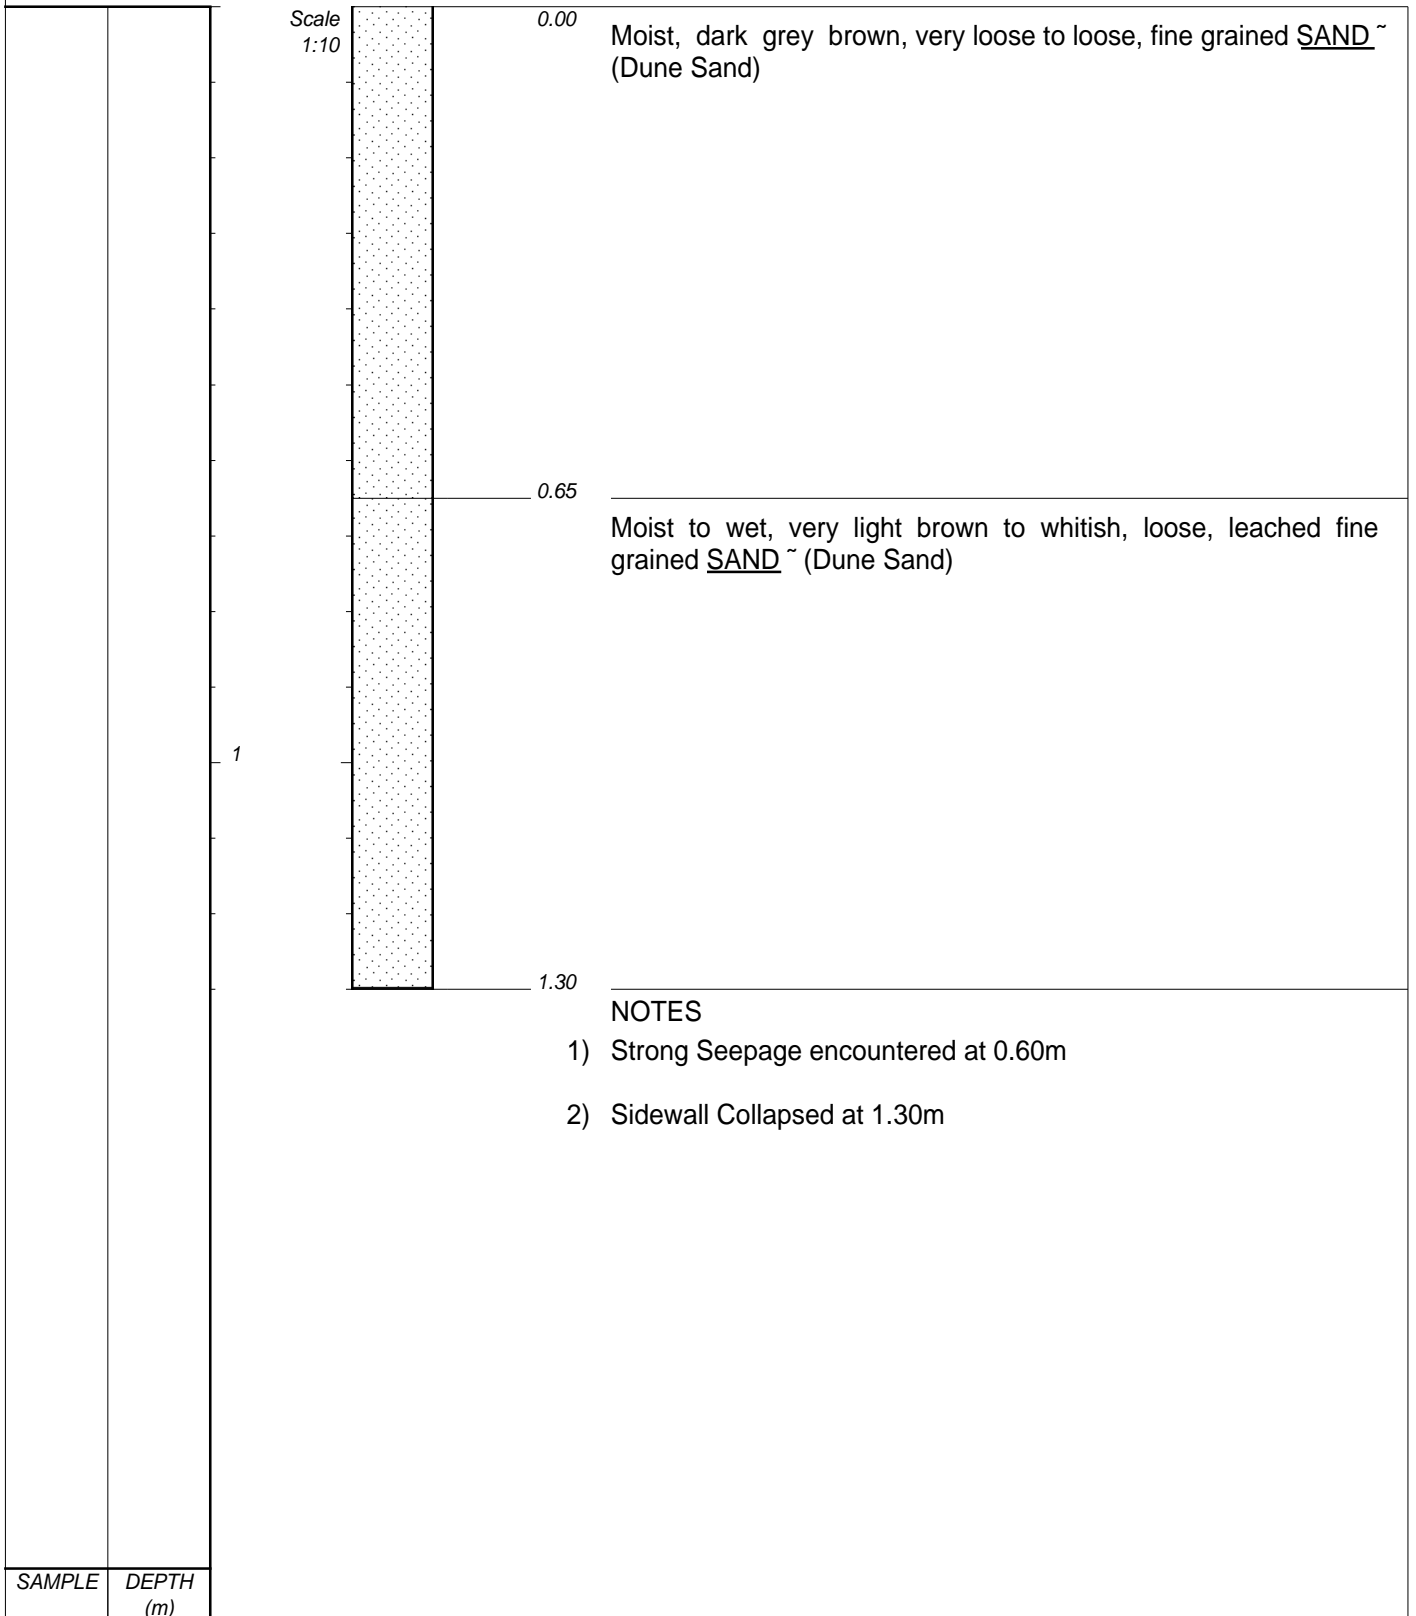 Scale
1:10
0.00
Moist, dark grey brown, very loose to loose, fine grained SAND ˜
(Dune Sand)
0.65
Moist to wet, very light brown to whitish, loose, leached fine
grained SAND ˜ (Dune Sand)
1
1.30
NOTES
1) Strong Seepage encountered at 0.60m
2) Sidewall Collapsed at 1.30m
SAMPLE DEPTH
(m)